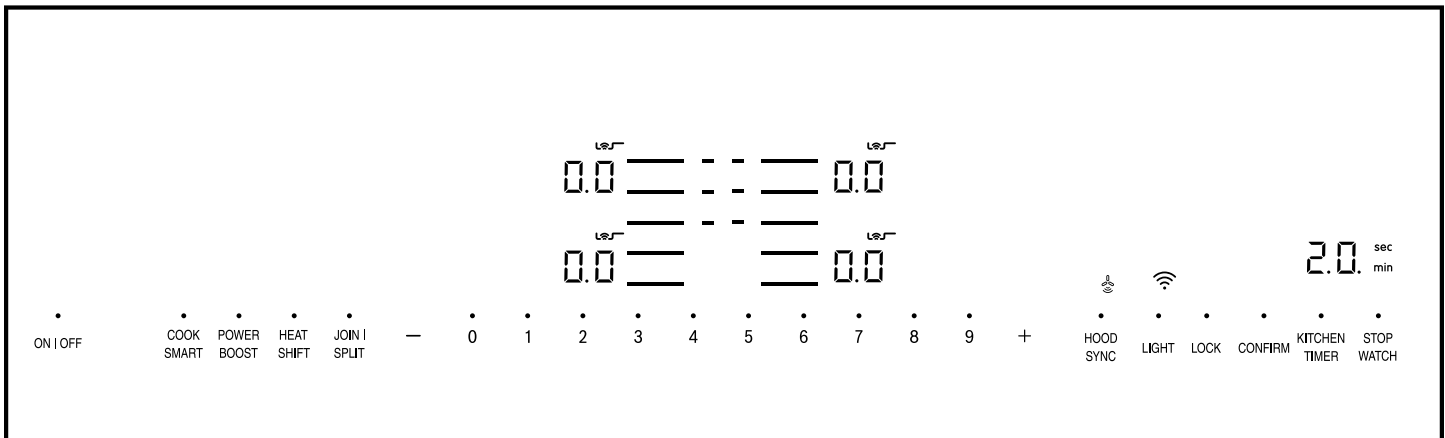 0.0 0.0
0.0 0.0
2.0. sec
min
ON | OFF
COOK
SMART
POWER
BOOST
HEAT
SHIFT
JOIN |
SPLIT
— 0 1 2 3 4 5 6 7 8 9 +
HOOD
SYNC
LIGHT
LOCK
CONFIRM
KITCHEN
TIMER
STOP
WATCH